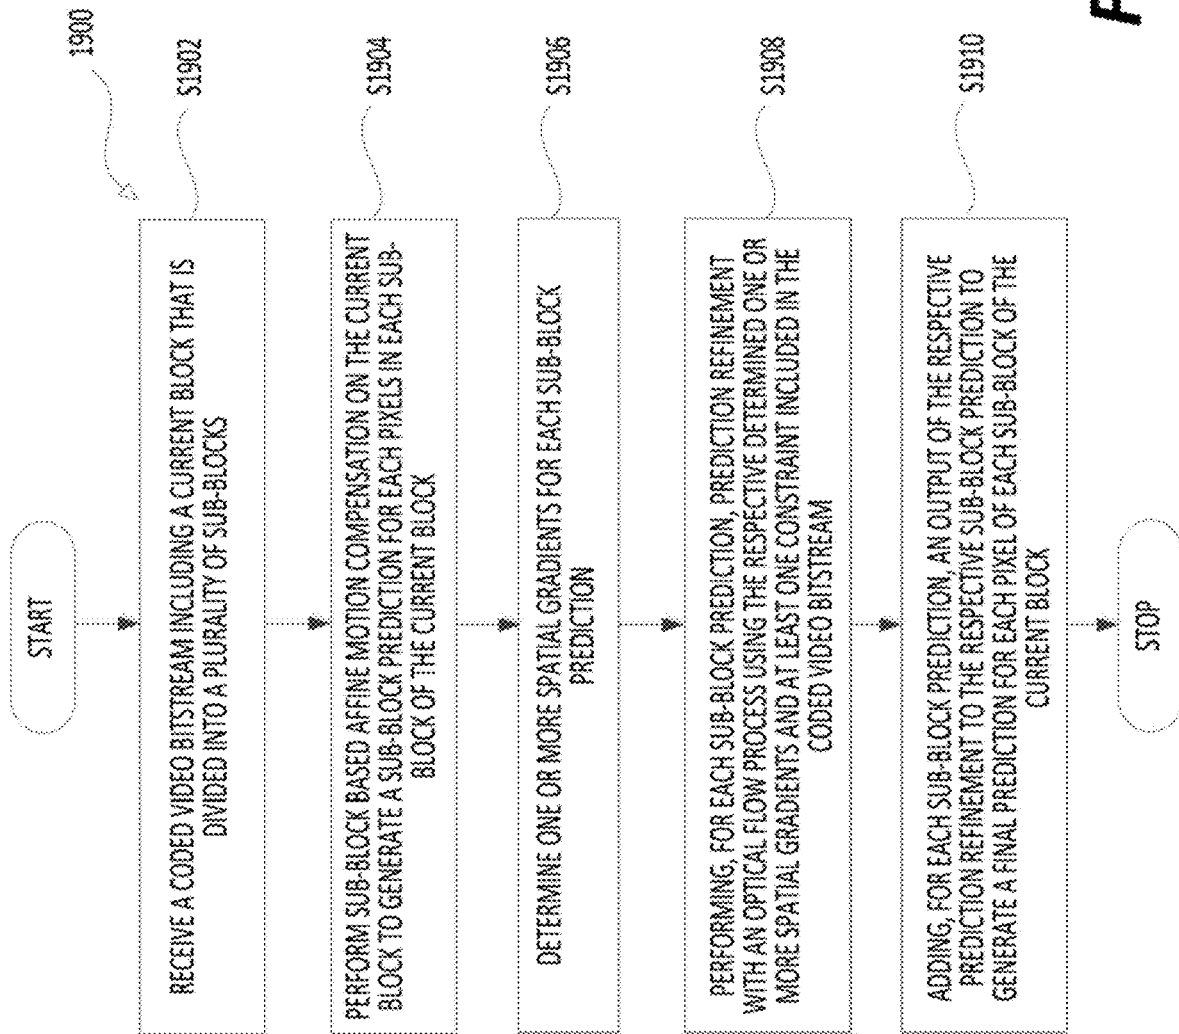 1900
START
RECEIVE A CODED VIDEO BITSTREAM INCLUDING A CURRENT BLOCK THAT IS
DIVIDED INTO A PLURALITY OF SUB-BLOCKS
S1902
PERFORM SUB-BLOCK BASED AFFINE MOTION COMPENSATION ON THE CURRENT
BLOCK TO GENERATE A SUB-BLOCK PREDICTION FOR EACH PIXELS IN EACH SUB-
BLOCK OF THE CURRENT BLOCK
S1904
DETERMINE ONE OR MORE SPATIAL GRADIENTS FOR EACH SUB-BLOCK
PREDICTION
S1906
PERFORMING, FOR EACH SUB-BLOCK PREDICTION, PREDICTION REFINEMENT
WITH AN OPTICAL FLOW PROCESS USING THE RESPECTIVE DETERMINED ONE OR
MORE SPATIAL GRADIENTS AND AT LEAST ONE CONSTRAINT INCLUDED IN THE
CODED VIDEO BITSTREAM
S1908
ADDING, FOR EACH SUB-BLOCK PREDICTION, AN OUTPUT OF THE RESPECTIVE
PREDICTION REFINEMENT TO THE RESPECTIVE SUB-BLOCK PREDICTION TO
GENERATE A FINAL PREDICTION FOR EACH PIXEL OF EACH SUB-BLOCK OF THE
CURRENT BLOCK
S1910
STOP